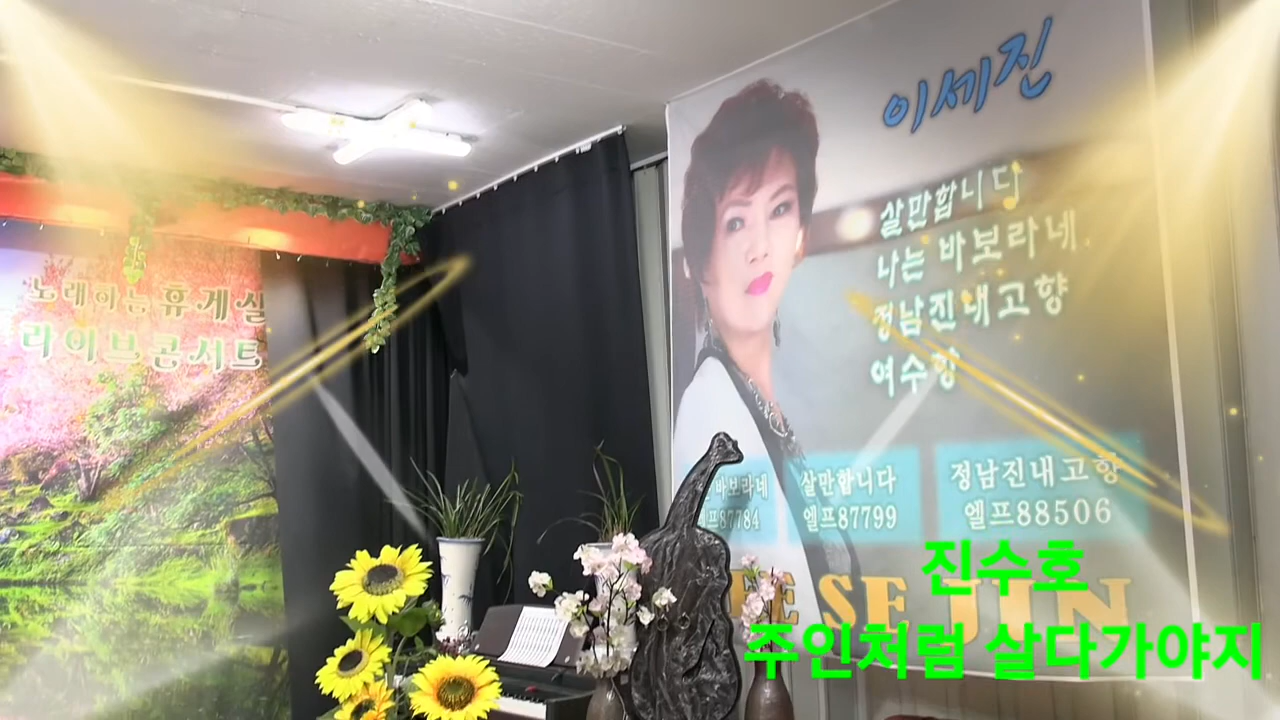 노래하는 휴게실
라이브콘서트
이세진
살만합니다
나는 바보라네
정남진내고향
여수항
바보라네
엘프87784
살만합니다
엘프87799
정남진내고향
엘프88506
SE JIN
진수호
주인처럼 살다가야지